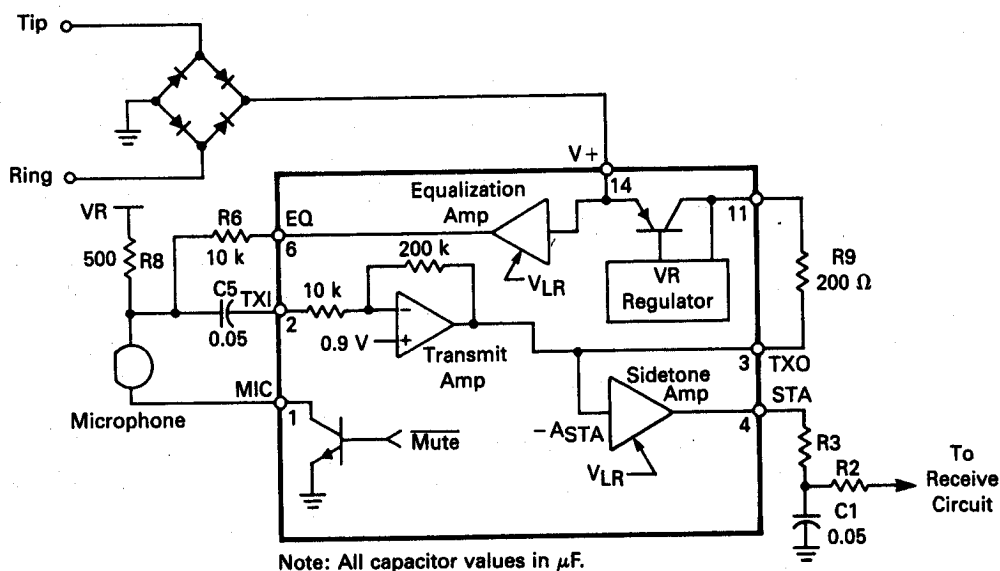 Tip
Ring
V+
14
Equalization
Amp
11
VR
R6
EQ
6
10 k
500
R8
200 k
VLR
VR
Regulator
R9
200 Ω
C5
TXI
10 k
2
0.05
0.9 V
Transmit
Amp
3
TXO
Microphone
MIC
1
Sidetone
Amp
STA
4
Mute
−ASTA
VLR
R3
R2
To
Receive
Circuit
C1
0.05
Note: All capacitor values in μF.